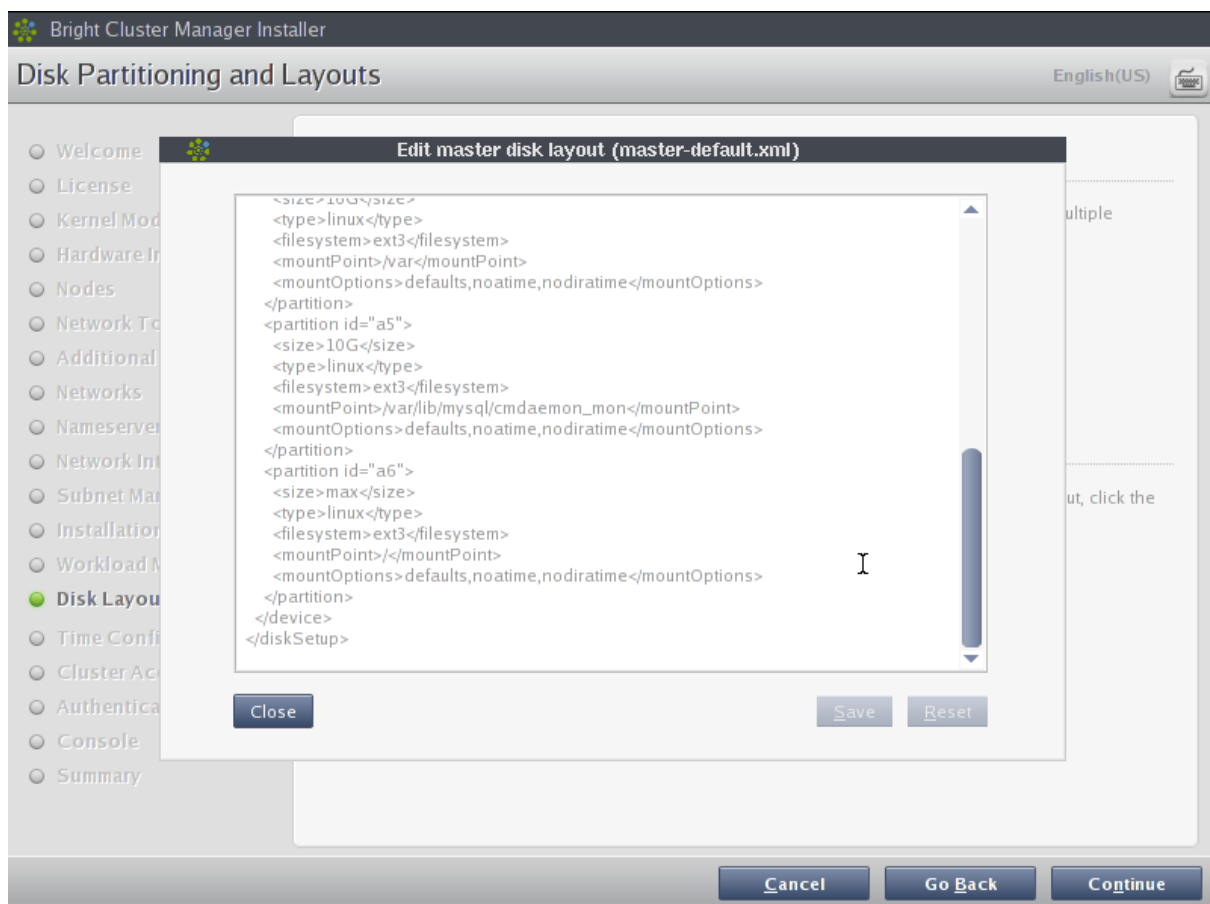 Bright Cluster Manager Installer
Disk Partitioning and Layouts
English(US)
Welcome
License
Kernel Mod
Hardware In
Nodes
Network To
Additional
Networks
Nameserver
Network Int
Subnet Man
Installation
Workload M
Disk Layou
Time Confi
Cluster Acc
Authentica
Console
Summary
ultiple
ut, click the
Edit master disk layout (master-default.xml)
<size>10G</size>
<type>linux</type>
<filesystem>ext3</filesystem>
<mountPoint>/var</mountPoint>
<mountOptions>defaults,noatime,nodiratime</mountOptions>
</partition>
<partition id="a5">
<size>10G</size>
<type>linux</type>
<filesystem>ext3</filesystem>
<mountPoint>/var/lib/mysql/cmdaemon_mon</mountPoint>
<mountOptions>defaults,noatime,nodiratime</mountOptions>
</partition>
<partition id="a6">
<size>max</size>
<type>linux</type>
<filesystem>ext3</filesystem>
<mountPoint>/</mountPoint>
<mountOptions>defaults,noatime,nodiratime</mountOptions>
</partition>
</device>
</diskSetup>
Close
Save
Reset
Cancel
Go Back
Continue